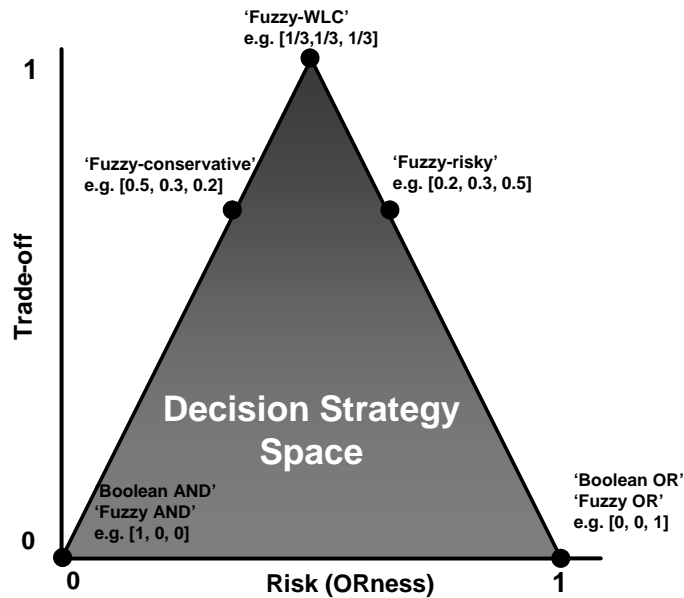 ‘Fuzzy-WLC’
e.g. [1/3,1/3, 1/3]
1
‘Fuzzy-conservative’
e.g. [0.5, 0.3, 0.2]
‘Fuzzy-risky’
e.g. [0.2, 0.3, 0.5]
Trade-off
Decision Strategy
Space
‘Boolean AND’
‘Fuzzy AND’
e.g. [1, 0, 0]
‘Boolean OR’
‘Fuzzy OR’
e.g. [0, 0, 1]
0
0
Risk (ORness)
1